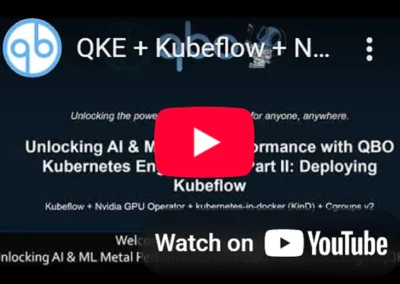 qb
QKE + Kubeflow + N...
qbo
Unlocking the powe for anyone, anywhere.
Unlocking AI & M ormance with QBO
Kubernetes Eng art II: Deploying
Kubeflow
Kubeflow + Nvidia GPU Operator + kubernetes-in-docker (KinD) + Cgroups v2
Welco
nlocking AI & ML Metal Pe
Watch on YouTube